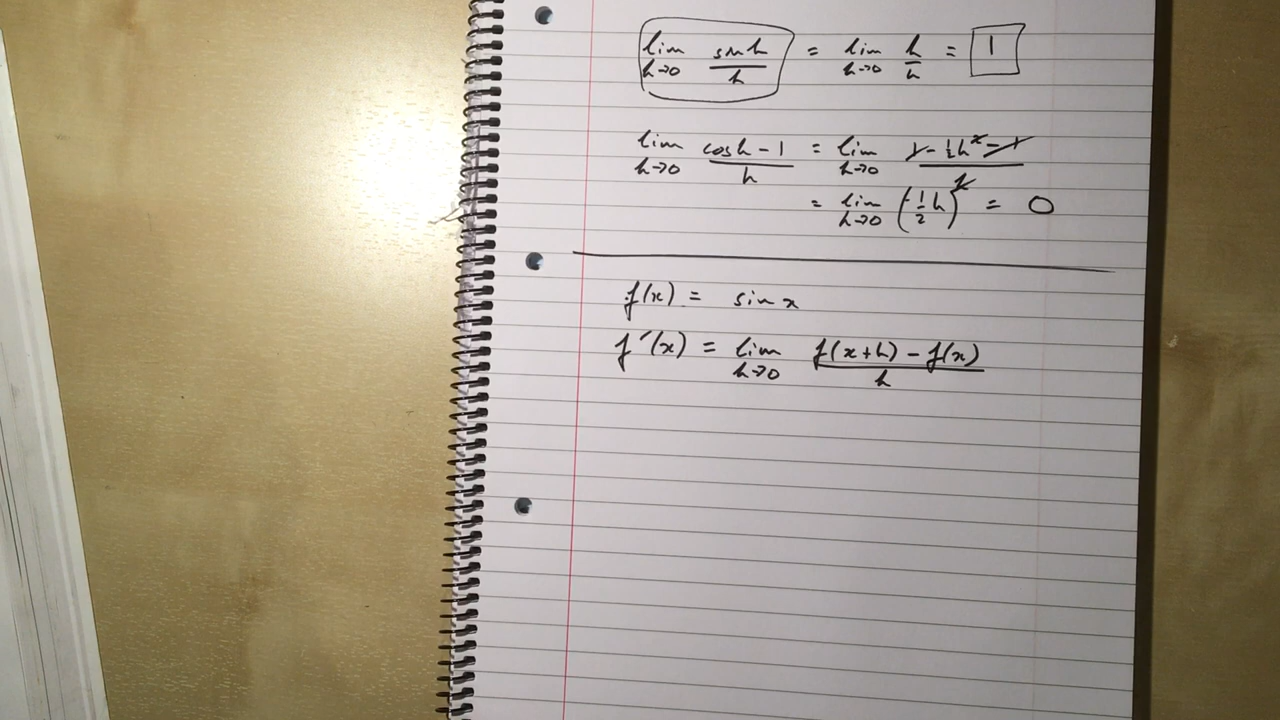 lim h→0 sin h / h = lim h→0 h / h = 1
lim h→0 cos h - 1 / h = lim h→0 1 - ½h² - 1 / h
= lim h→0 (-½h) = 0
f(x) = sin x
f'(x) = lim h→0 f(x+h) - f(x) / h